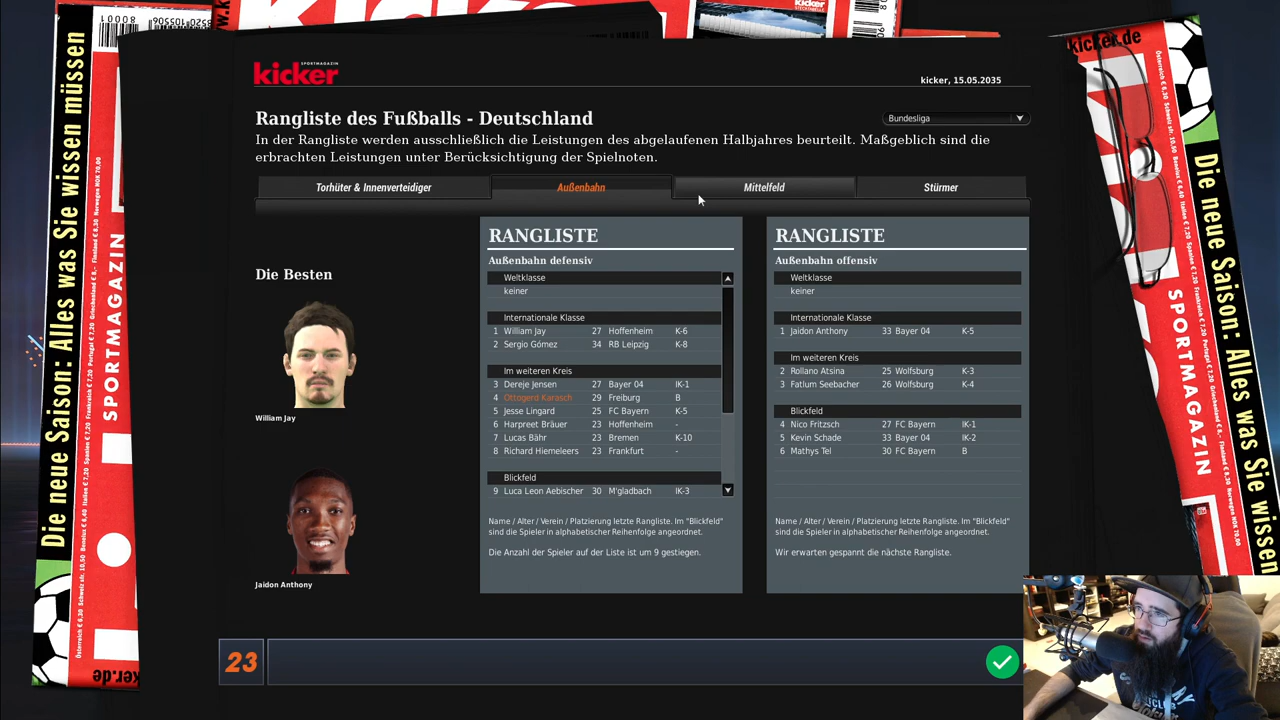 Die neue Saison: Alles was Sie wissen müssen
SPORTMAGAZIN
kicker
SPORTMAGAZIN
kicker, 15.05.2035
kicker.de
Rangliste des Fußballs - Deutschland
Bundesliga
In der Rangliste werden ausschließlich die Leistungen des abgelaufenen Halbjahres beurteilt. Maßgeblich sind die
erbrachten Leistungen unter Berücksichtigung der Spielnoten.
Torhüter & Innenverteidiger
Außenbahn
Mittelfeld
Stürmer
Die Besten
William Jay
Jaidon Anthony
RANGLISTE
Außenbahn defensiv
Weltklasse
keiner
Internationale Klasse
1 William Jay 27 Hoffenheim K-6
2 Sergio Gómez 34 RB Leipzig K-8
Im weiteren Kreis
3 Dereje Jensen 27 Bayer 04 IK-1
4 Ottogerd Karasch 29 Freiburg B
5 Jesse Lingard 25 FC Bayern K-5
6 Harpreet Bräuer 23 Hoffenheim -
7 Lucas Bähr 23 Bremen K-10
8 Richard Hiemeleers 23 Frankfurt -
Blickfeld
9 Luca Leon Aebischer 30 M'gladbach IK-3
Name / Alter / Verein / Platzierung letzte Rangliste. Im "Blickfeld"
sind die Spieler in alphabetischer Reihenfolge angeordnet.
Die Anzahl der Spieler auf der Liste ist um 9 gestiegen.
RANGLISTE
Außenbahn offensiv
Weltklasse
keiner
Internationale Klasse
1 Jaidon Anthony 33 Bayer 04 K-5
Im weiteren Kreis
2 Rollano Atsina 25 Wolfsburg K-3
3 Fatlum Seebacher 26 Wolfsburg K-4
Blickfeld
4 Nico Fritzsch 27 FC Bayern IK-1
5 Kevin Schade 33 Bayer 04 IK-2
6 Mathys Tel 30 FC Bayern B
Name / Alter / Verein / Platzierung letzte Rangliste. Im "Blickfeld"
sind die Spieler in alphabetischer Reihenfolge angeordnet.
Wir erwarten gespannt die nächste Rangliste.
SPORTMAGAZIN
Die neue Saison: Alles was Sie wissen
23